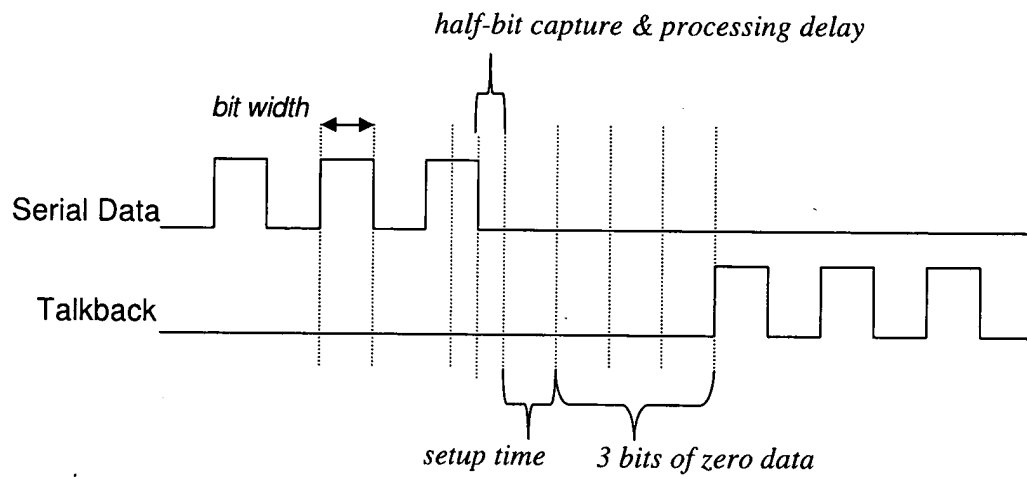 half-bit capture & processing delay
bit width
Serial Data
Talkback
setup time
3 bits of zero data